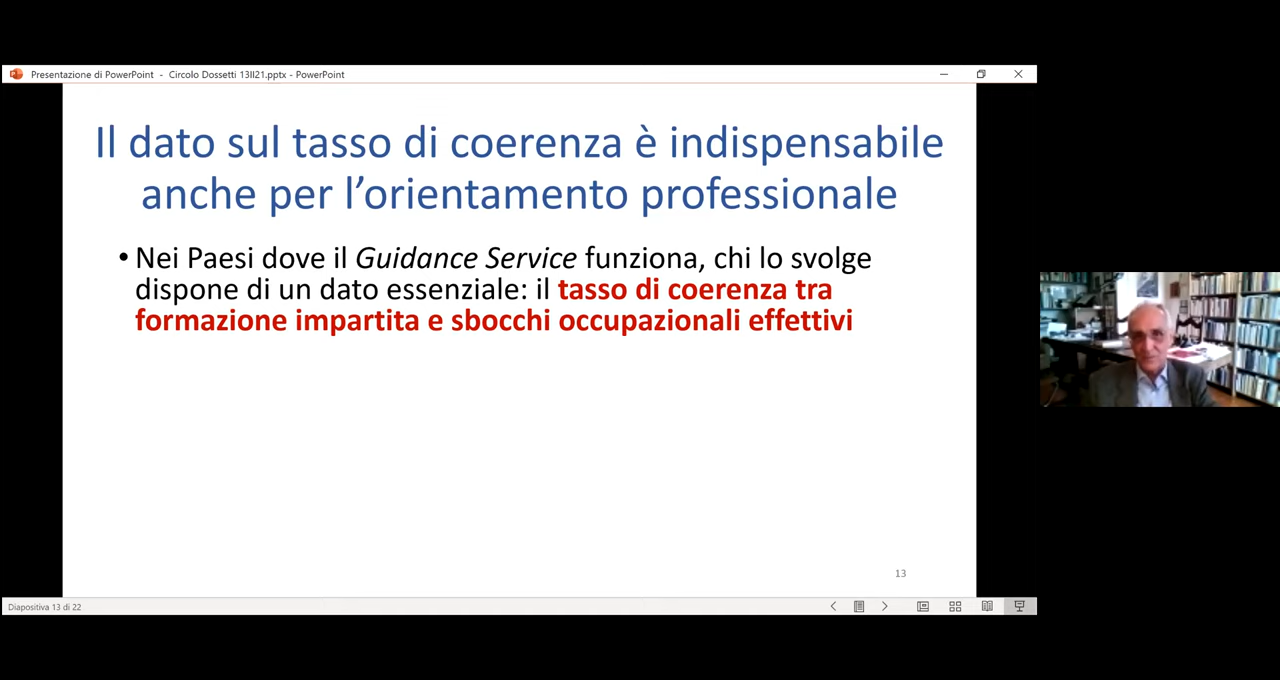 Presentazione di PowerPoint - Circolo Dossetti 13II21.pptx - PowerPoint
Il dato sul tasso di coerenza è indispensabile
anche per l’orientamento professionale
• Nei Paesi dove il Guidance Service funziona, chi lo svolge
dispone di un dato essenziale: il tasso di coerenza tra
formazione impartita e sbocchi occupazionali effettivi
13
Diapositiva 13 di 22